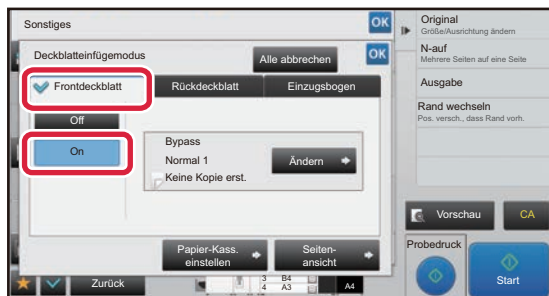 Sonstiges
OK
Deckblatteinfügemodus
Alle abbrechen
OK
Frontdeckblatt
Rückdeckblatt
Einzugsbogen
Off
On
Bypass
Normal 1
Keine Kopie erst.
Ändern
Papier-Kass.
einstellen
Seiten-
ansicht
Zurück
3 B4
4 A3
A4
Original
Größe/Ausrichtung ändern
N-auf
Mehrere Seiten auf eine Seite
Ausgabe
Rand wechseln
Pos. versch., dass Rand vorh.
Vorschau
CA
Probedruck
Start